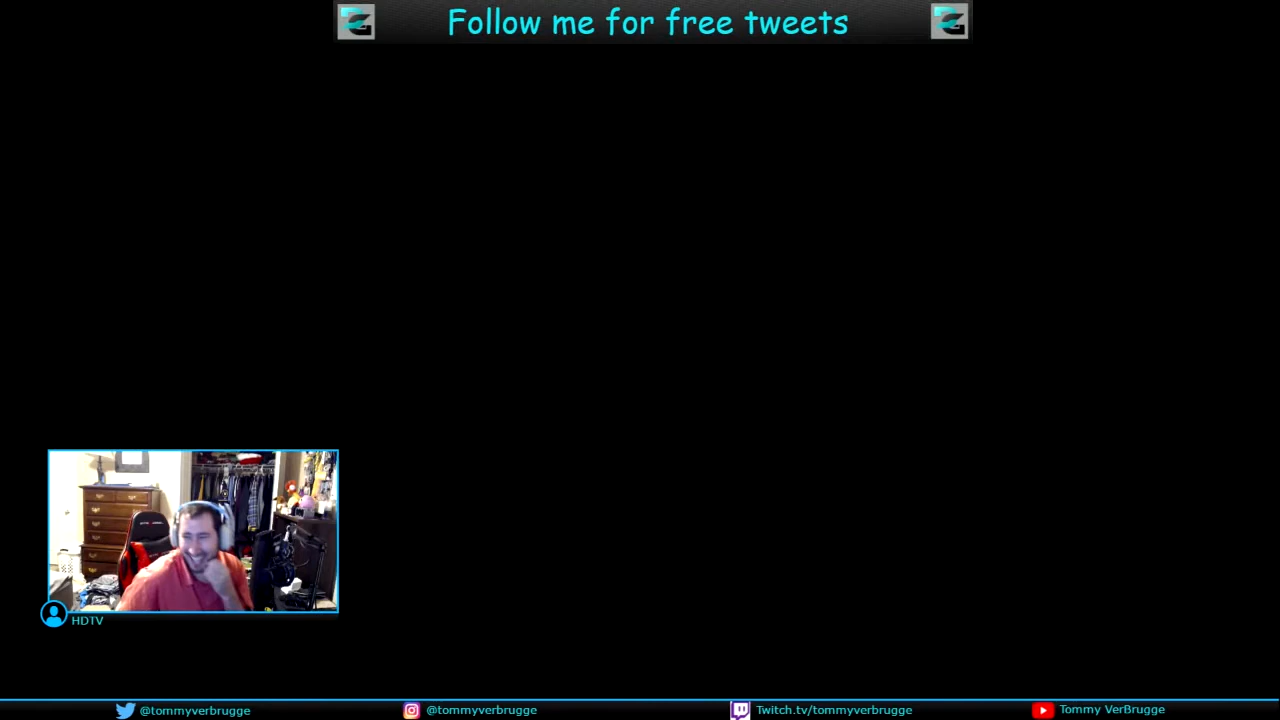 Follow me for free tweets
HDTV
@tommyverbrugge
@tommyverbrugge
Twitch.tv/tommyverbrugge
Tommy VerBrugge